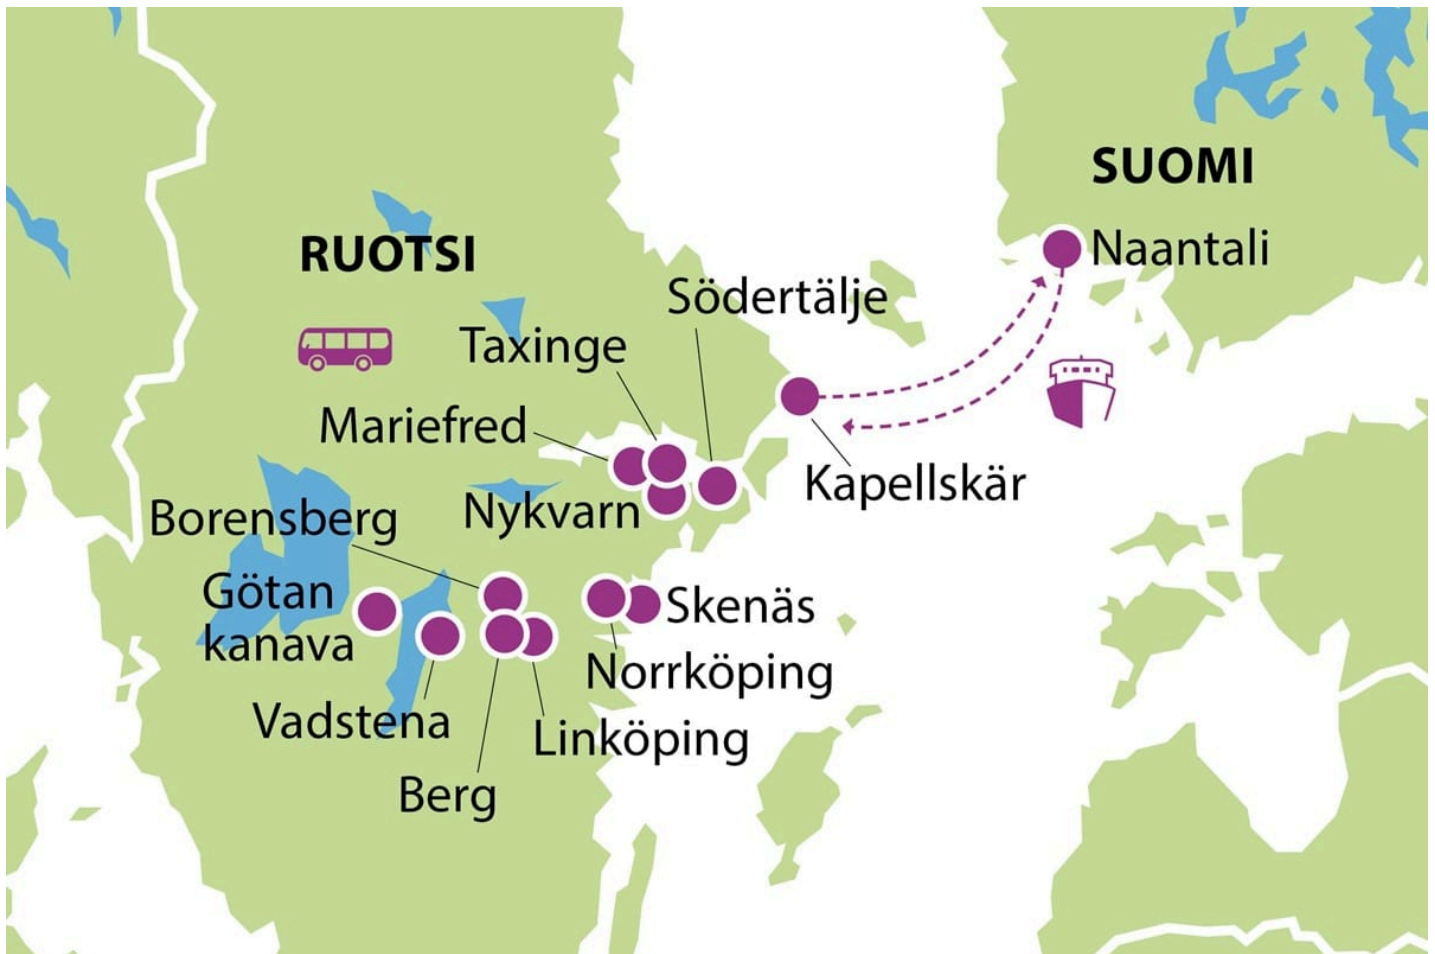 SUOMI
RUOTSI
Naantali
Södertälje
Taxinge
Mariefred
Kapellskär
Nykvarn
Borensberg
Götan
kanava
Skenäs
Norrköping
Vadstena
Linköping
Berg